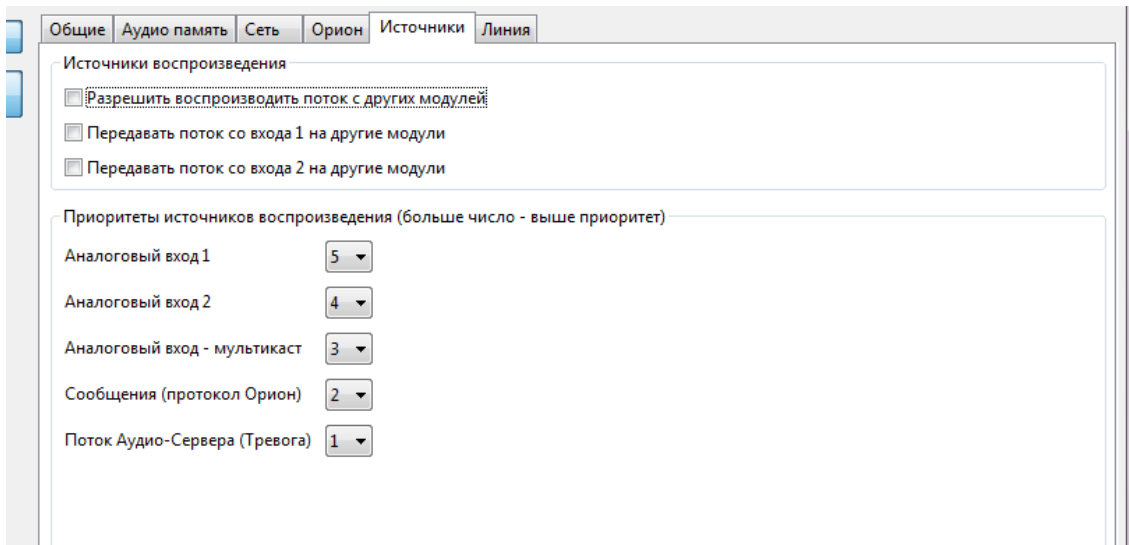 Общие Аудио память Сеть Орион Источники Линия
Источники воспроизведения
Разрешить воспроизводить поток с других модулей
Передавать поток со входа 1 на другие модули
Передавать поток со входа 2 на другие модули
Приоритеты источников воспроизведения (больше число - выше приоритет)
Аналоговый вход 1 5
Аналоговый вход 2 4
Аналоговый вход - мультикаст 3
Сообщения (протокол Орион) 2
Поток Аудио-Сервера (Тревога) 1